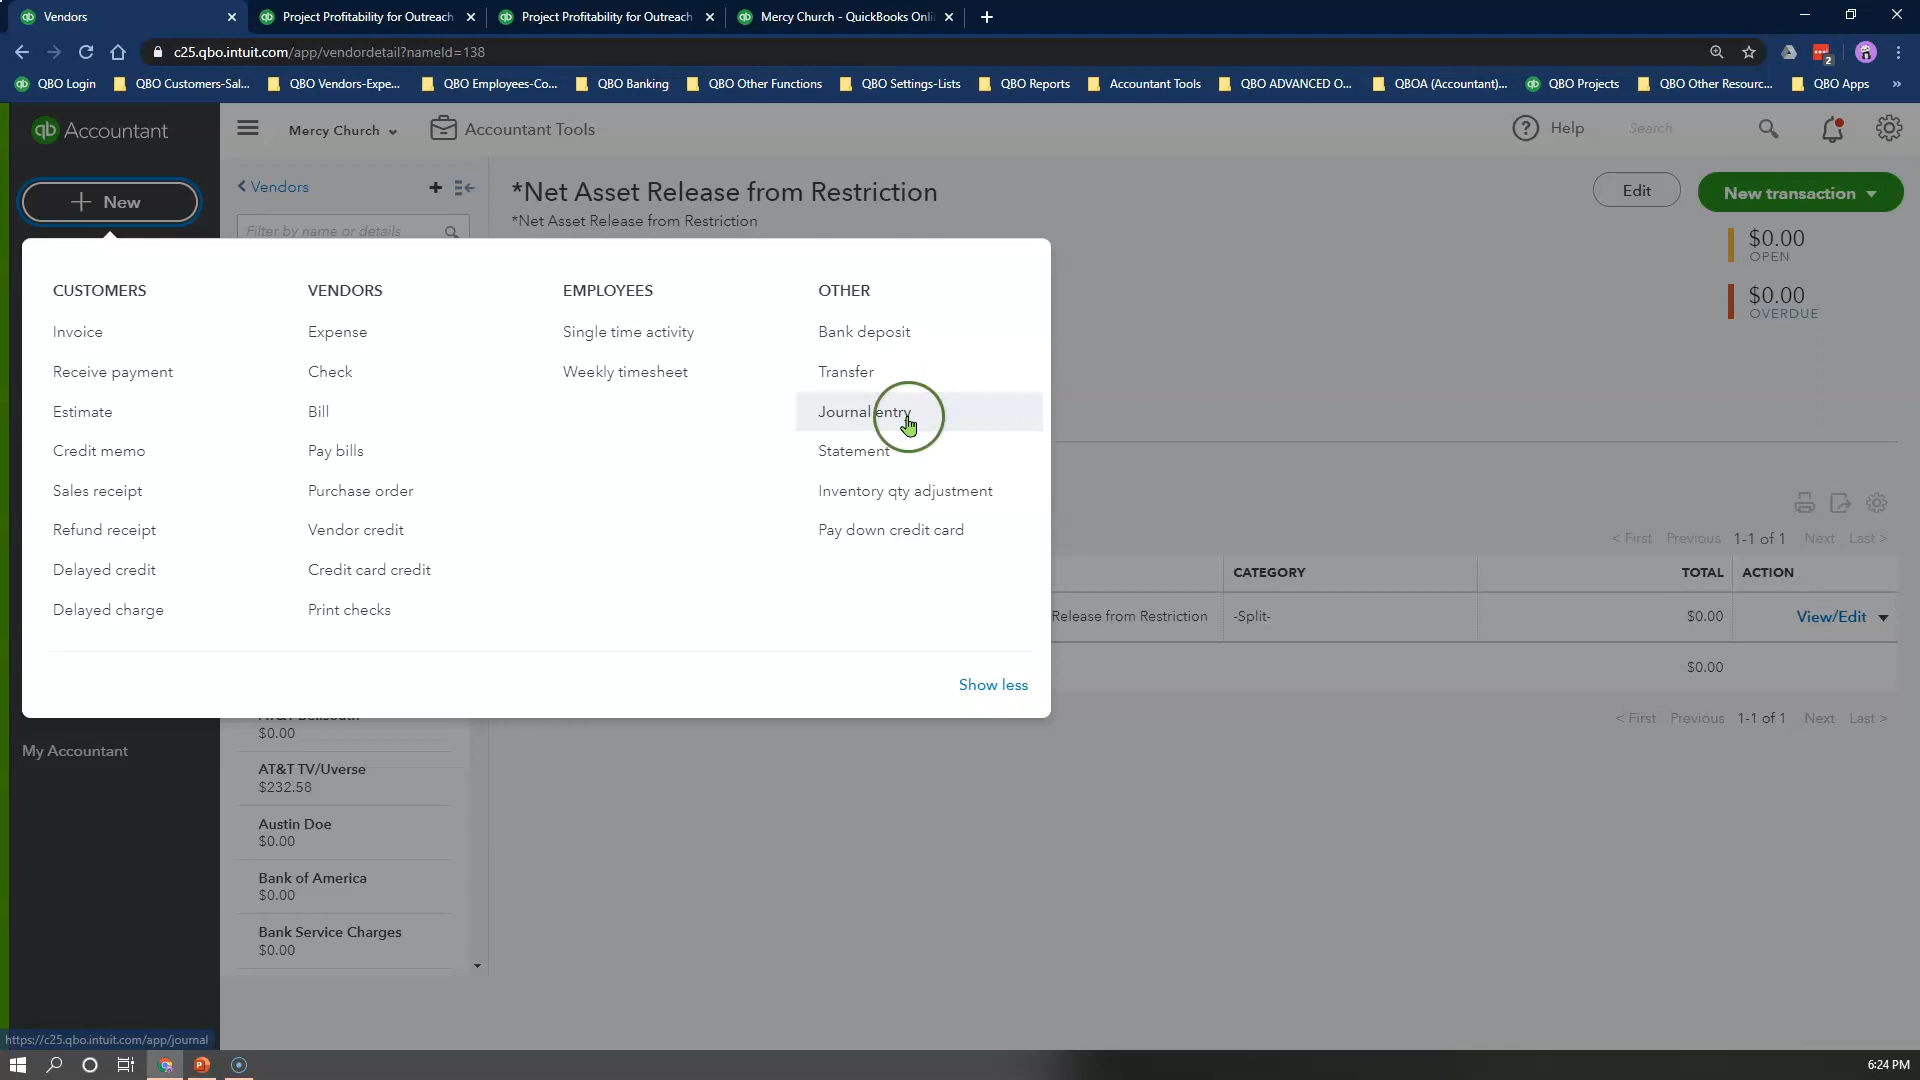 Vendors
Project Profitability for Outreach
Project Profitability for Outreach
Mercy Church - QuickBooks Onli
c25.qbo.intuit.com/app/vendordetail?nameId=138
2
QBO Login
QBO Customers-Sal...
QBO Vendors-Expe...
QBO Employees-Co...
QBO Banking
QBO Other Functions
QBO Settings-Lists
QBO Reports
Accountant Tools
QBO ADVANCED O...
QBOA (Accountant)...
QBO Projects
QBO Other Resourc...
QBO Apps
»
qb Accountant
Mercy Church
Accountant Tools
Help
Search
+ New
< Vendors
*Net Asset Release from Restriction
Edit
New transaction
*Net Asset Release from Restriction
Filter by name or details
$0.00
OPEN
$0.00
OVERDUE
CUSTOMERS
Invoice
Receive payment
Estimate
Credit memo
Sales receipt
Refund receipt
Delayed credit
Delayed charge
VENDORS
Expense
Check
Bill
Pay bills
Purchase order
Vendor credit
Credit card credit
Print checks
EMPLOYEES
Single time activity
Weekly timesheet
OTHER
Bank deposit
Transfer
Journal entry
Statement
Inventory qty adjustment
Pay down credit card
Show less
< First Previous 1-1 of 1 Next Last >
CATEGORY
TOTAL
ACTION
Release from Restriction
-Split-
$0.00
View/Edit
$0.00
< First Previous 1-1 of 1 Next Last >
My Accountant
$0.00
AT&T TV/Uverse
$232.58
Austin Doe
$0.00
Bank of America
$0.00
Bank Service Charges
$0.00
https://c25.qbo.intuit.com/app/journal
6:24 PM